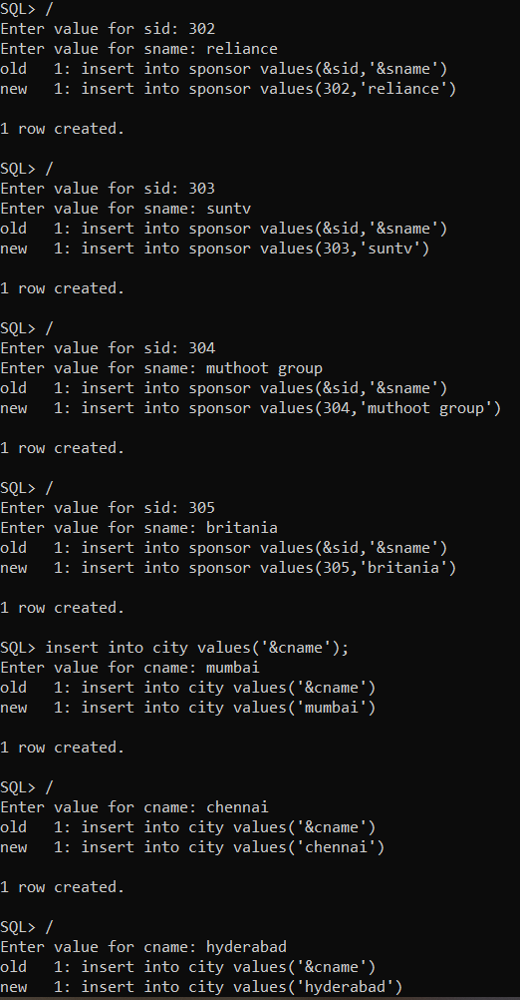 SQL> /
Enter value for sid: 302
Enter value for sname: reliance
old   1: insert into sponsor values(&sid,'&sname')
new   1: insert into sponsor values(302,'reliance')
1 row created.
SQL> /
Enter value for sid: 303
Enter value for sname: suntv
old   1: insert into sponsor values(&sid,'&sname')
new   1: insert into sponsor values(303,'suntv')
1 row created.
SQL> /
Enter value for sid: 304
Enter value for sname: muthoot group
old   1: insert into sponsor values(&sid,'&sname')
new   1: insert into sponsor values(304,'muthoot group')
1 row created.
SQL> /
Enter value for sid: 305
Enter value for sname: britania
old   1: insert into sponsor values(&sid,'&sname')
new   1: insert into sponsor values(305,'britania')
1 row created.
SQL> insert into city values('&cname');
Enter value for cname: mumbai
old   1: insert into city values('&cname')
new   1: insert into city values('mumbai')
1 row created.
SQL> /
Enter value for cname: chennai
old   1: insert into city values('&cname')
new   1: insert into city values('chennai')
1 row created.
SQL> /
Enter value for cname: hyderabad
old   1: insert into city values('&cname')
new   1: insert into city values('hyderabad')